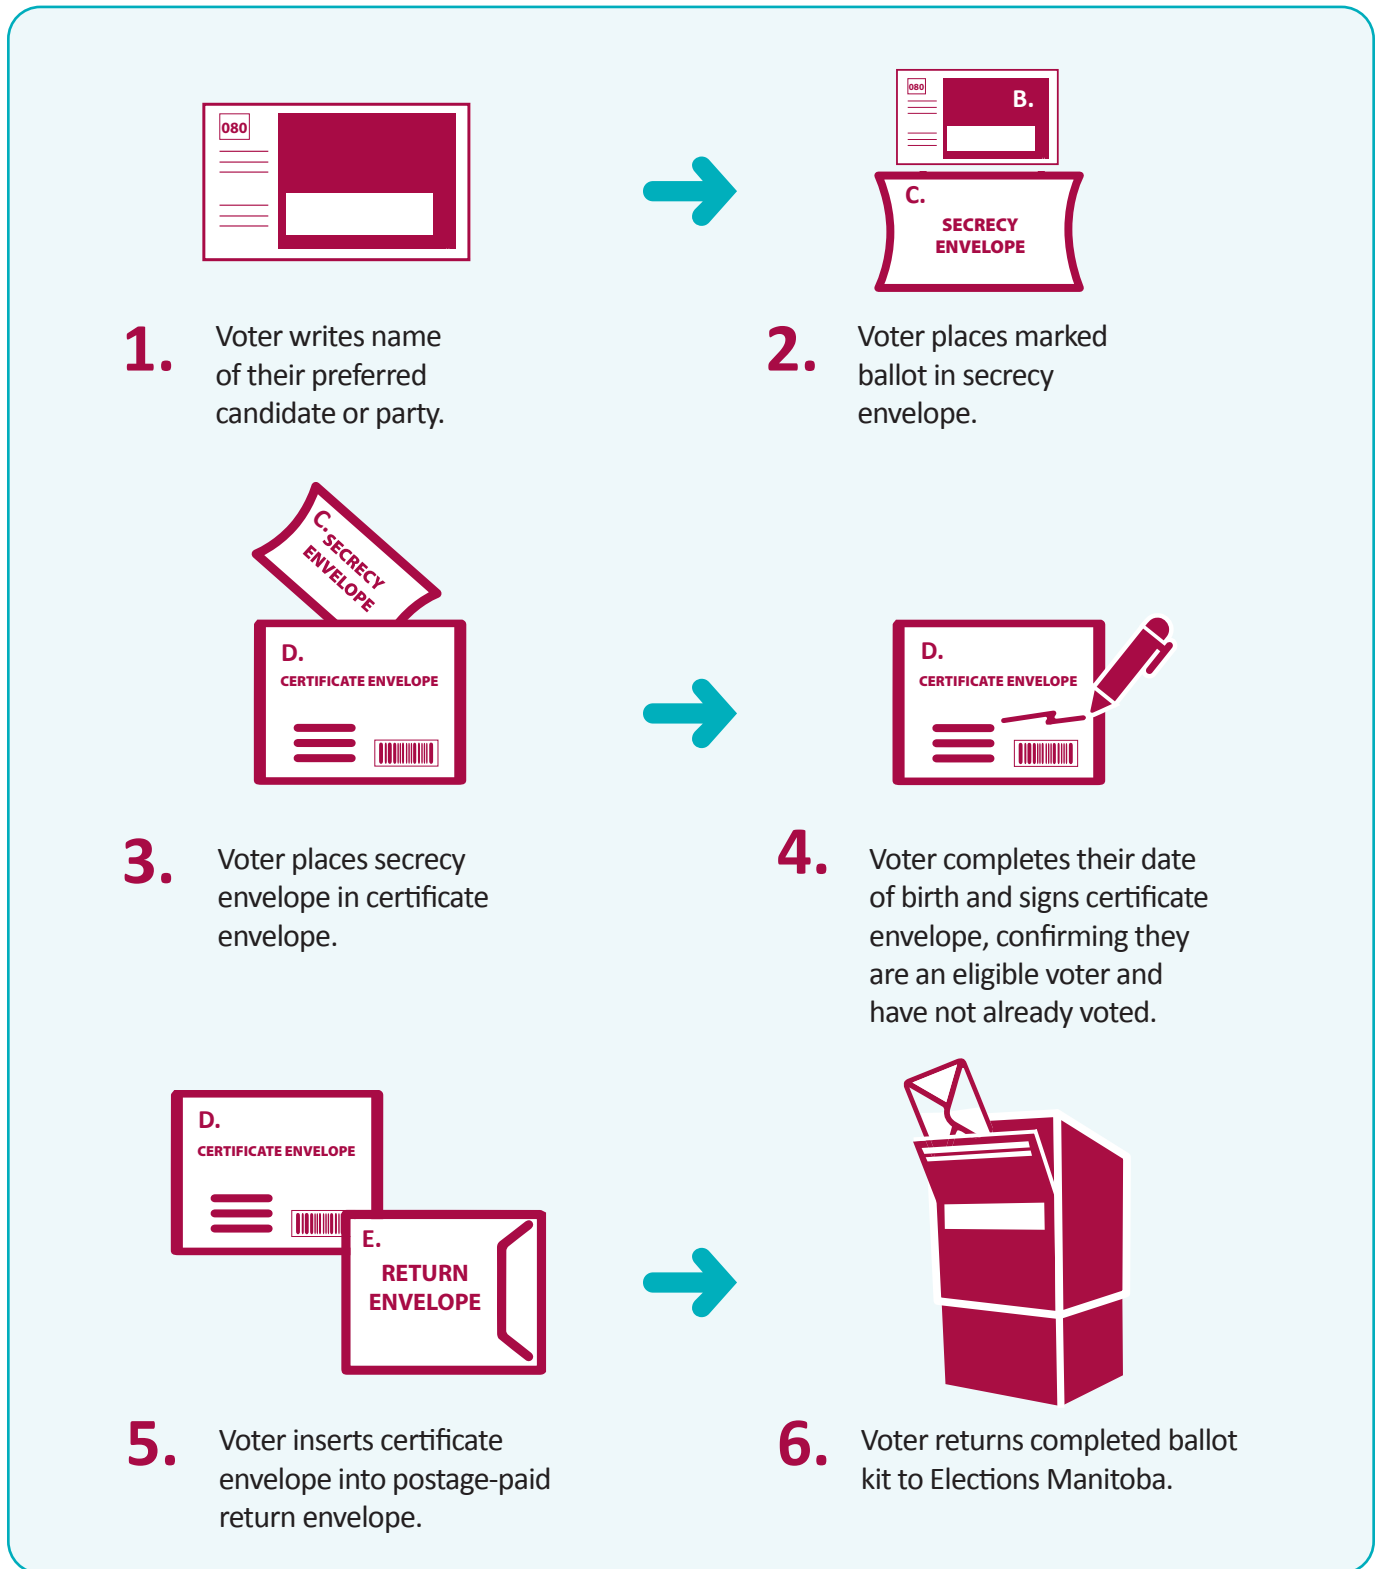 080
080
B.
C.
SECRECY
ENVELOPE
1.
Voter writes name
of their preferred
candidate or party.
2.
Voter places marked
ballot in secrecy
envelope.
C.
SECRECY
ENVELOPE
D.
CERTIFICATE ENVELOPE
D.
CERTIFICATE ENVELOPE
3.
Voter places secrecy
envelope in certificate
envelope.
4.
Voter completes their date
of birth and signs certificate
envelope, confirming they
are an eligible voter and
have not already voted.
D.
CERTIFICATE ENVELOPE
E.
RETURN
ENVELOPE
5.
Voter inserts certificate
envelope into postage-paid
return envelope.
6.
Voter returns completed ballot
kit to Elections Manitoba.